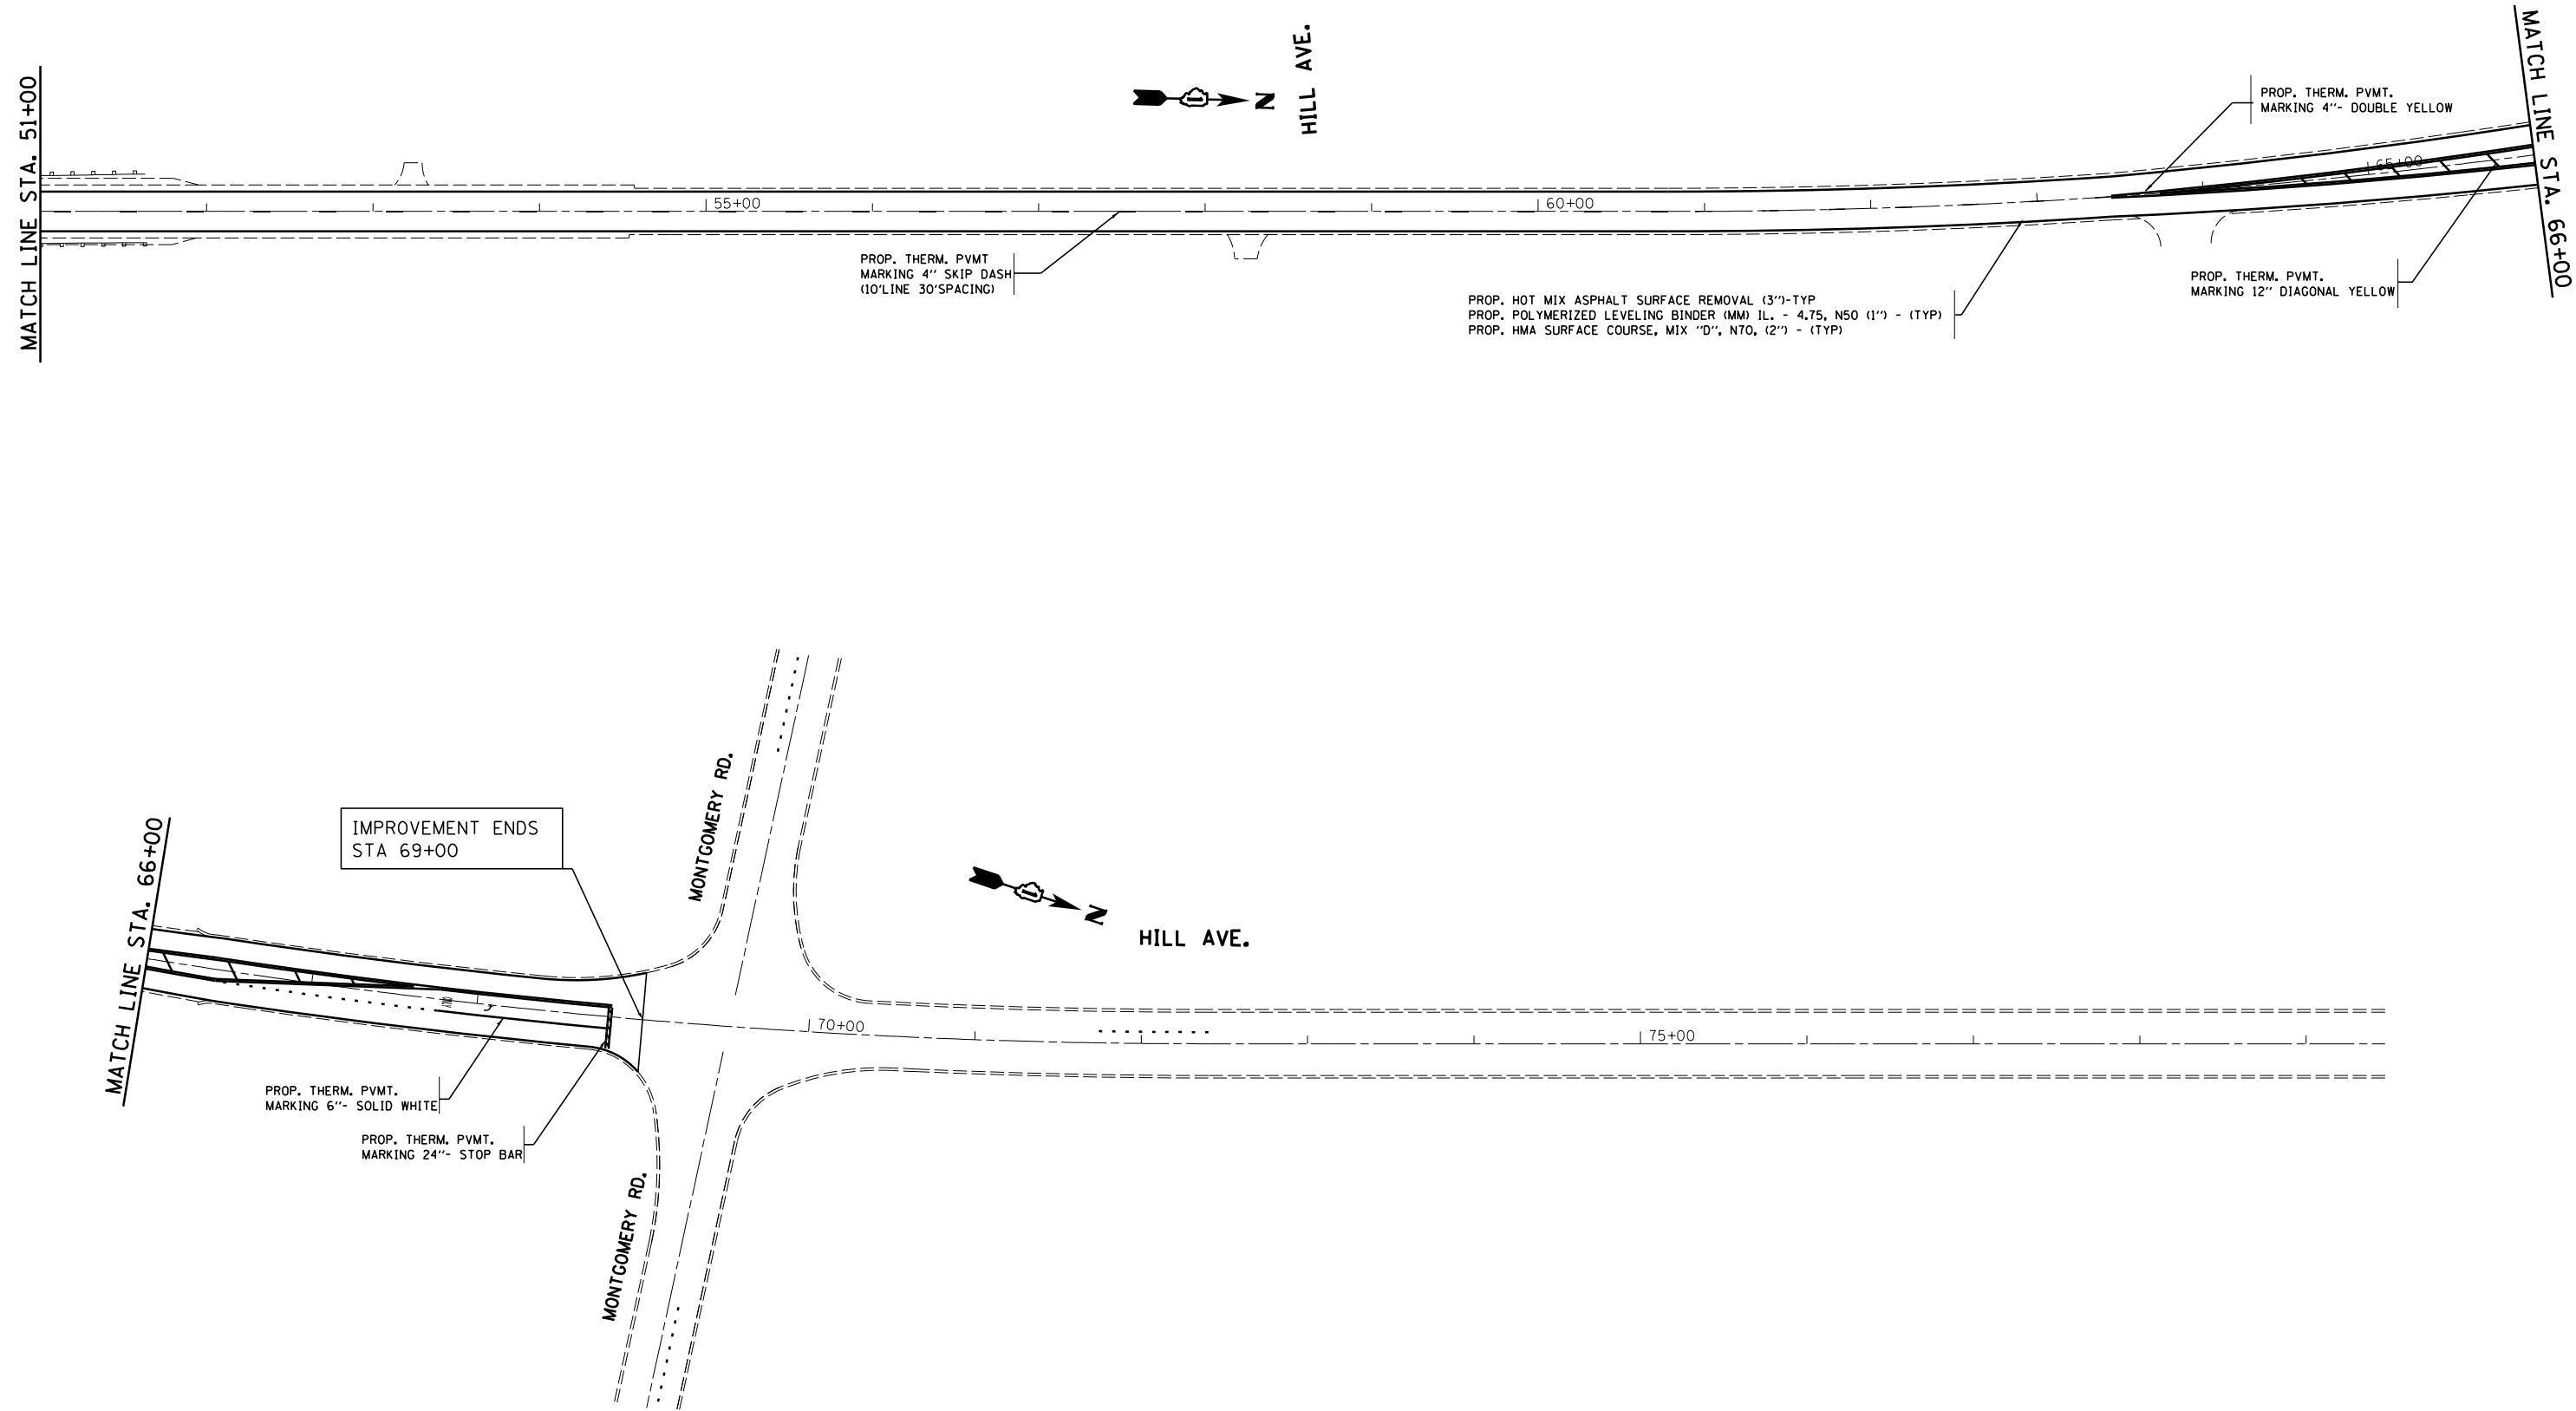 MATCH LINE STA. 51+00
HILL AVE.
N
MATCH LINE STA. 66+00
PROP. THERM. PVMT.
MARKING 4''- DOUBLE YELLOW
65+00
55+00
60+00
PROP. THERM. PVMT
MARKING 4'' SKIP DASH
(10'LINE 30'SPACING)
PROP. THERM. PVMT.
MARKING 12'' DIAGONAL YELLOW
PROP. HOT MIX ASPHALT SURFACE REMOVAL (3'')-TYP
PROP. POLYMERIZED LEVELING BINDER (MM) IL. - 4.75, N50 (1'') - (TYP)
PROP. HMA SURFACE COURSE, MIX "D", N70, (2'') - (TYP)
MONTGOMERY RD.
IMPROVEMENT ENDS
STA 69+00
MATCH LINE STA. 66+00
N
HILL AVE.
70+00
75+00
PROP. THERM. PVMT.
MARKING 6''- SOLID WHITE
PROP. THERM. PVMT.
MARKING 24''- STOP BAR
MONTGOMERY RD.